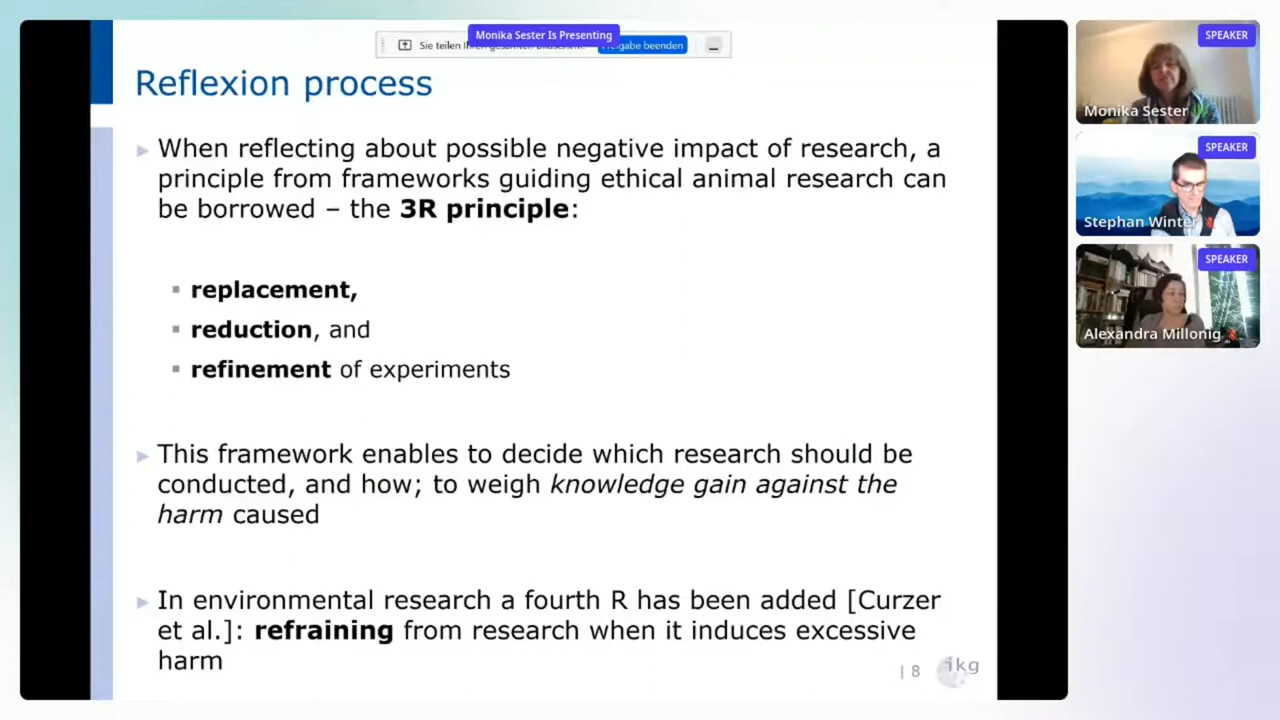 Monika Sester Is Presenting
Sie teilen
Freigabe beenden
Reflexion process
When reflecting about possible negative impact of research, a
principle from frameworks guiding ethical animal research can
be borrowed – the 3R principle:
replacement,
reduction, and
refinement of experiments
This framework enables to decide which research should be
conducted, and how; to weigh knowledge gain against the
harm caused
In environmental research a fourth R has been added [Curzer
et al.]: refraining from research when it induces excessive
harm
| 8
ikg
SPEAKER
Monika Sester
SPEAKER
Stephan Winter
SPEAKER
Alexandra Millonig